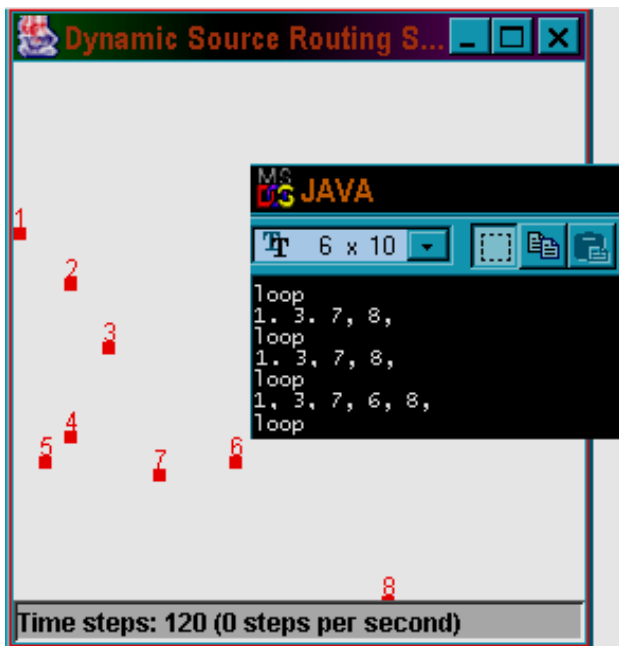 Dynamic Source Routing S...
1
2
3
4
5
6
7
8
MS DOS JAVA
Tr 6 x 10
loop
1. 3. 7, 8,
loop
1. 3, 7, 8,
loop
1, 3, 7, 6, 8,
loop
Time steps: 120 (0 steps per second)